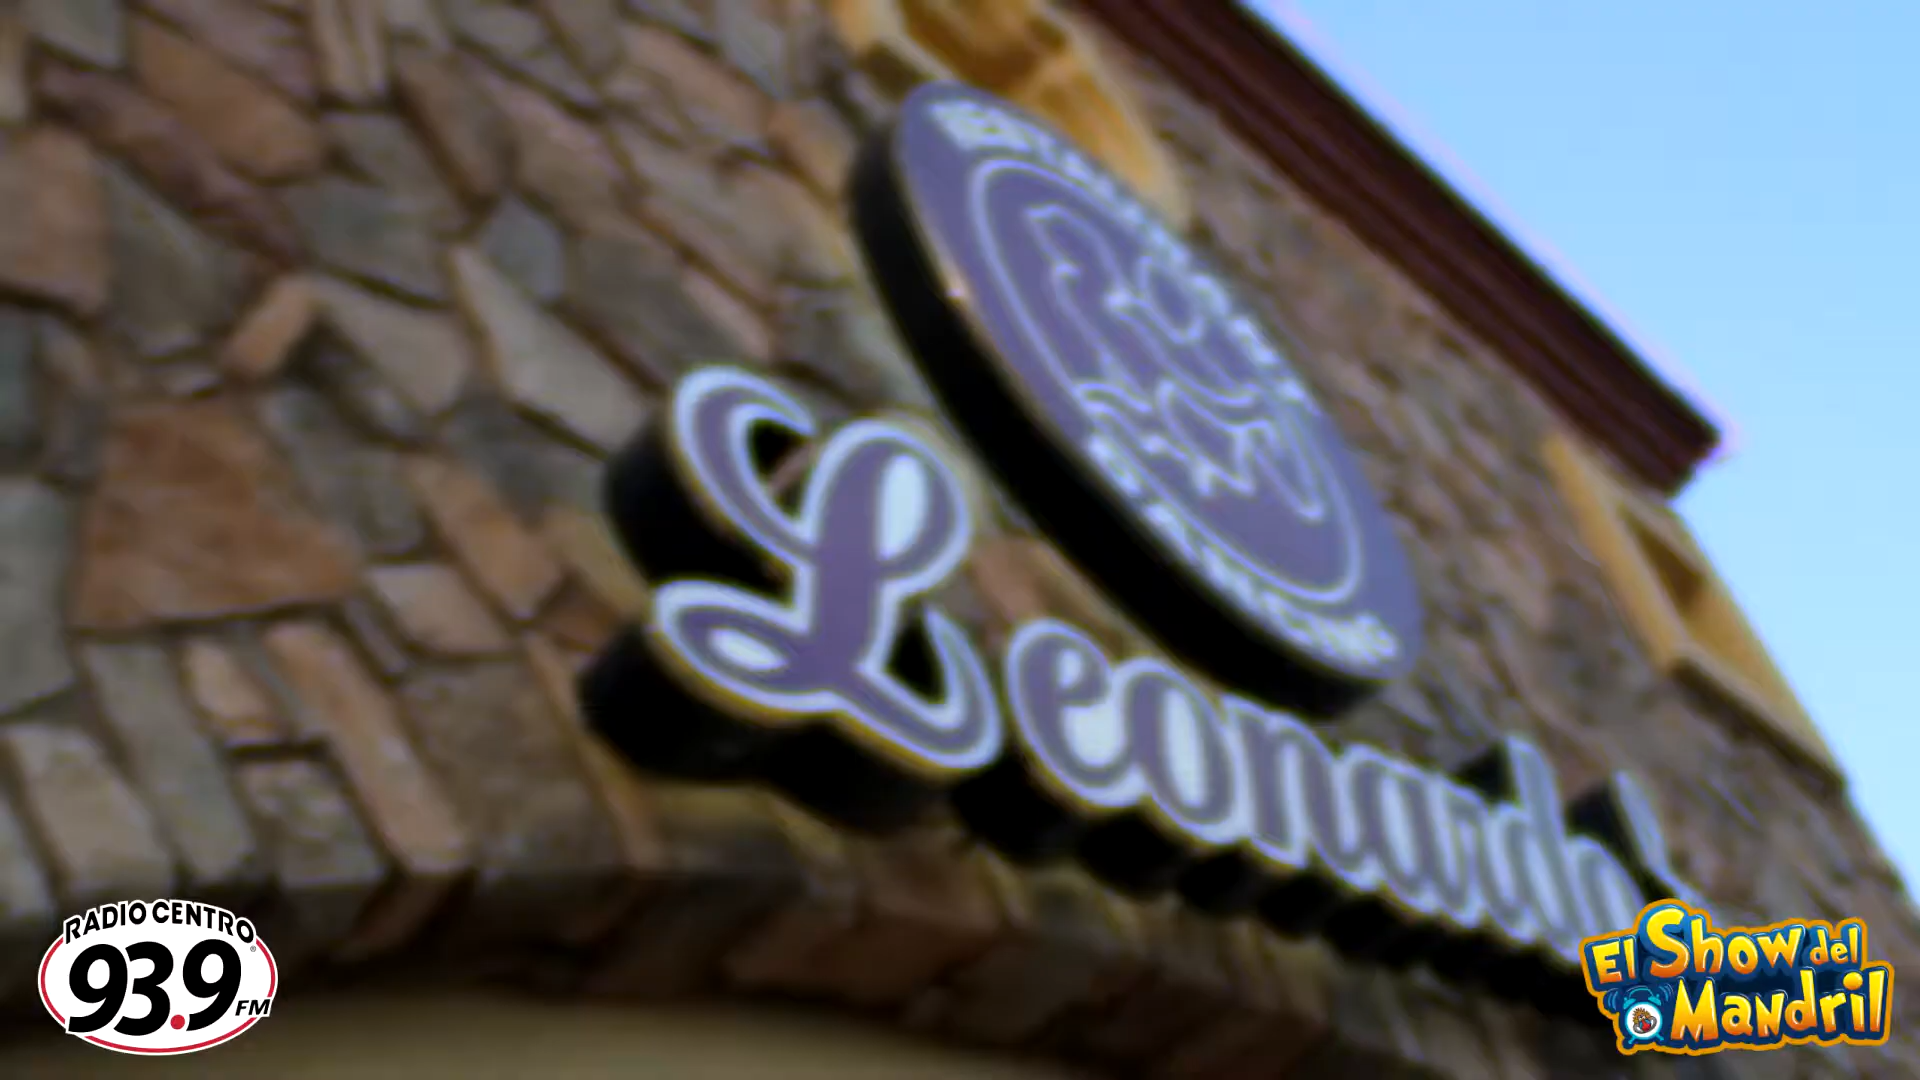 Leonardo's
RADIO CENTRO
93.9 FM
El Show del
Mandril